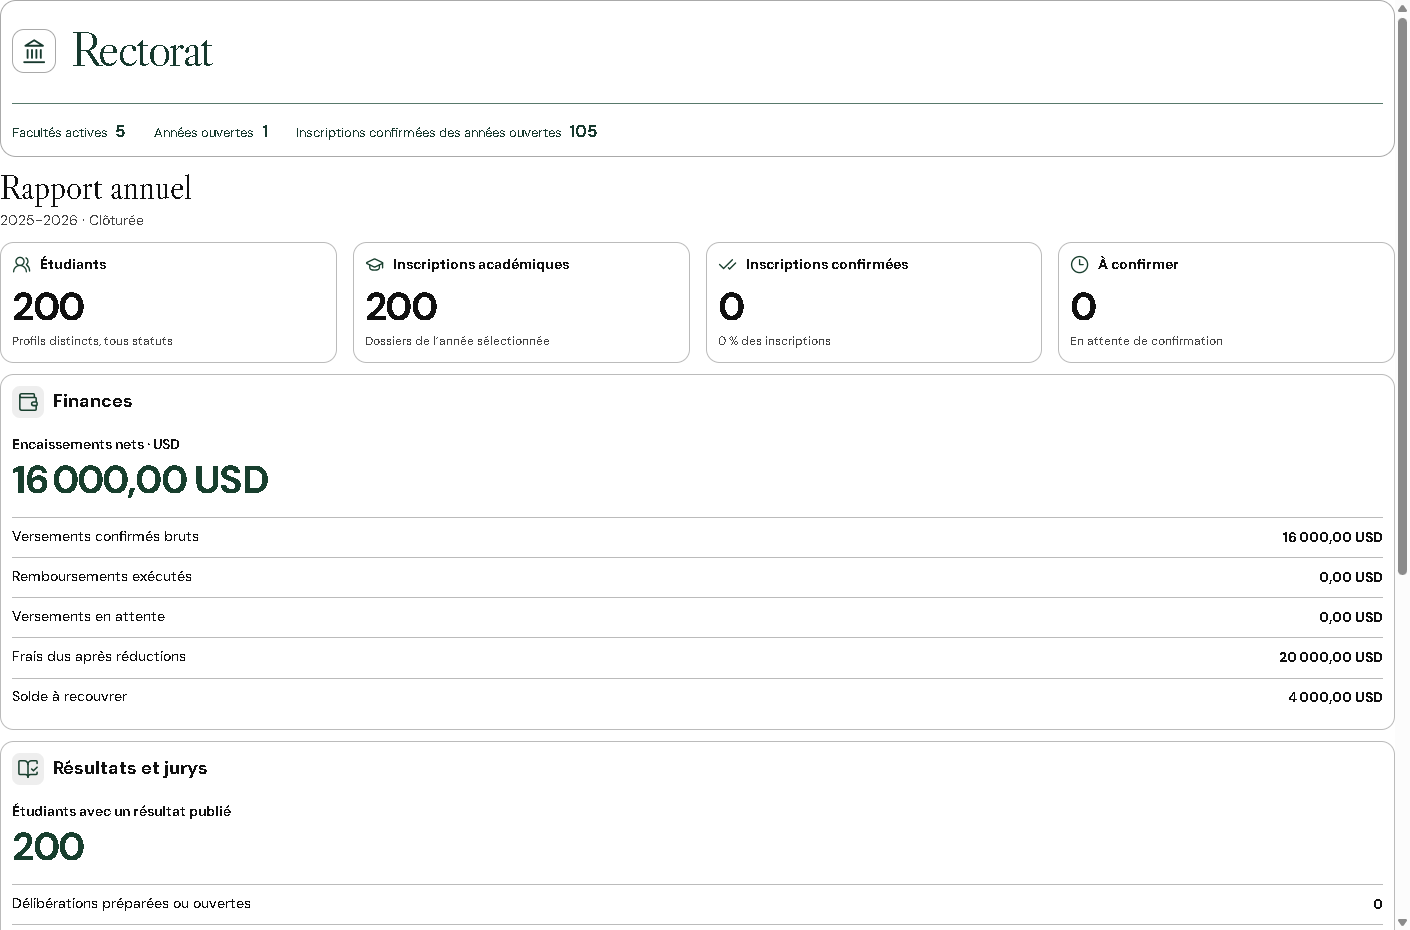 Rectorat
Facultés actives 5 Années ouvertes 1 Inscriptions confirmées des années ouvertes 105
Rapport annuel
2025-2026 · Clôturée
Étudiants
200
Profils distincts, tous statuts
Inscriptions académiques
200
Dossiers de l’année sélectionnée
Inscriptions confirmées
0
0 % des inscriptions
À confirmer
0
En attente de confirmation
Finances
Encaissements nets · USD
16 000,00 USD
Versements confirmés bruts 16 000,00 USD
Remboursements exécutés 0,00 USD
Versements en attente 0,00 USD
Frais dus après réductions 20 000,00 USD
Solde à recouvrer 4 000,00 USD
Résultats et jurys
Étudiants avec un résultat publié
200
Délibérations préparées ou ouvertes 0